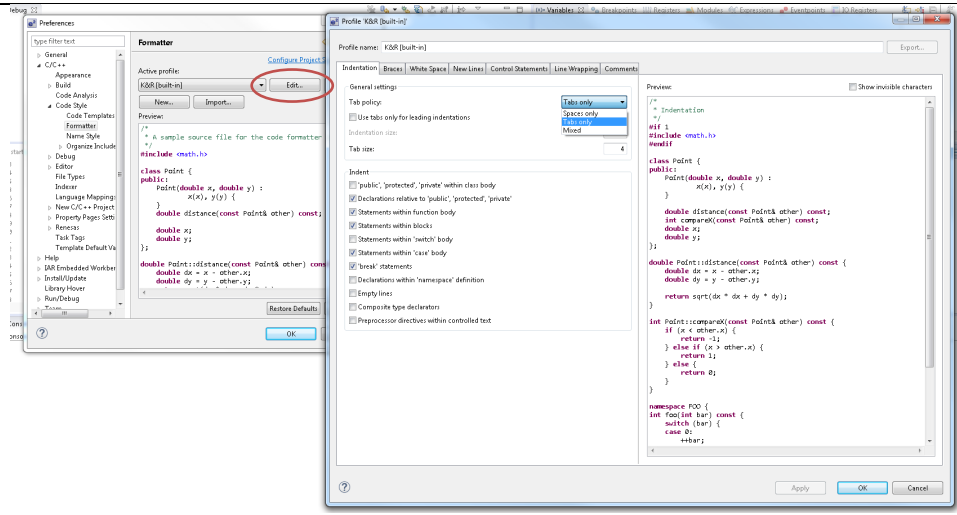 Debug
Variables
Breakpoints
Registers
Modules
Expressions
Eventpoints
IO Registers
Preferences
type filter text
General
C/C++
Appearance
Build
Code Analysis
Code Style
Code Templates
Formatter
Name Style
Organize Include
Debug
Editor
File Types
Indexer
Language Mappings
New C/C++ Project
Property Pages Setti
Renesas
Task Tags
Template Default Va
Help
IAR Embedded Workber
Install/Update
Library Hover
Run/Debug
Team
Formatter
Configure Project S
Active profile:
K&R [built-in]
Edit...
New...
Import...
Preview:
/*
* A sample source file for the code formatter
*/
#include <math.h>
class Point {
public:
Point(double x, double y) :
x(x), y(y) {
}
double distance(const Point& other) const;
double x;
double y;
};
double Point::distance(const Point& other) cons
double dx = x - other.x;
double dy = y - other.y;
Restore Defaults
OK
Profile 'K&R [built-in]'
Profile name:
K&R [built-in]
Export...
Indentation
Braces
White Space
New Lines
Control Statements
Line Wrapping
Comments
General settings
Tab policy:
Tabs only
Spaces only
Tabs only
Mixed
Use tabs only for leading indentations
Indentation size:
Tab size:
4
Indent
'public', 'protected', 'private' within class body
Declarations relative to 'public', 'protected', 'private'
Statements within function body
Statements within blocks
Statements within 'switch' body
Statements within 'case' body
'break' statements
Declarations within 'namespace' definition
Empty lines
Composite type declarators
Preprocessor directives within controlled text
Preview:
Show invisible characters
/*
* Indentation
*/
#if 1
#include <math.h>
#endif
class Point {
public:
Point(double x, double y) :
x(x), y(y) {
}
double distance(const Point& other) const;
int compareX(const Point& other) const;
double x;
double y;
};
double Point::distance(const Point& other) const {
double dx = x - other.x;
double dy = y - other.y;
return sqrt(dx * dx + dy * dy);
}
int Point::compareX(const Point& other) const {
if (x < other.x) {
return -1;
} else if (x > other.x) {
return 1;
} else {
return 0;
}
}
namespace FOO {
int foo(int bar) const {
switch (bar) {
case 0:
++bar;
Apply
OK
Cancel